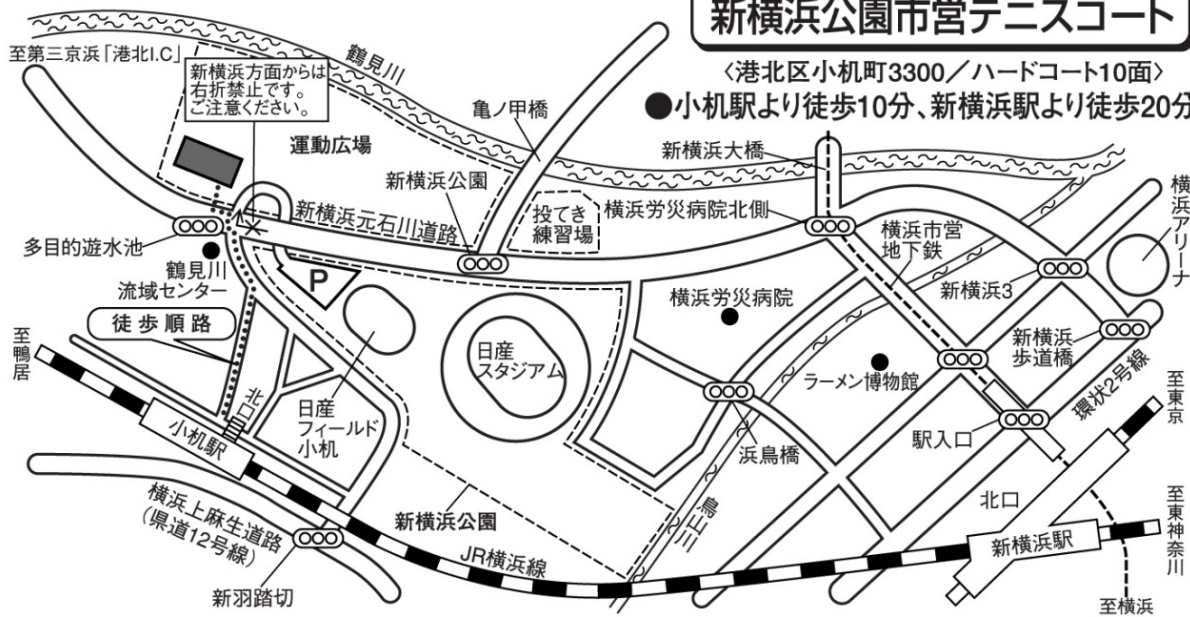 新横浜公園市営テニスコート
〈港北区小机町3300／ハードコート10面〉
●小机駅より徒歩10分、新横浜駅より徒歩20分
至第三京浜「港北I.C」
鶴見川
新横浜方面からは
右折禁止です。
ご注意ください。
運動広場
亀ノ甲橋
新横浜公園
新横浜元石川道路
投てき
練習場
新横浜大橋
横浜労災病院北側
横浜市営
地下鉄
横浜アリーナ
多目的遊水池
鶴見川
流域センター
P
徒歩順路
至鴨居
日産
スタジアム
横浜労災病院
新横浜3
新横浜
歩道橋
ラーメン博物館
環状2号線
至東京
北口
小机駅
日産
フィールド
小机
浜鳥橋
駅入口
横浜上麻生道路
(県道12号線)
新横浜公園
鳥山川
北口
新横浜駅
至東神奈川
JR横浜線
新羽踏切
至横浜